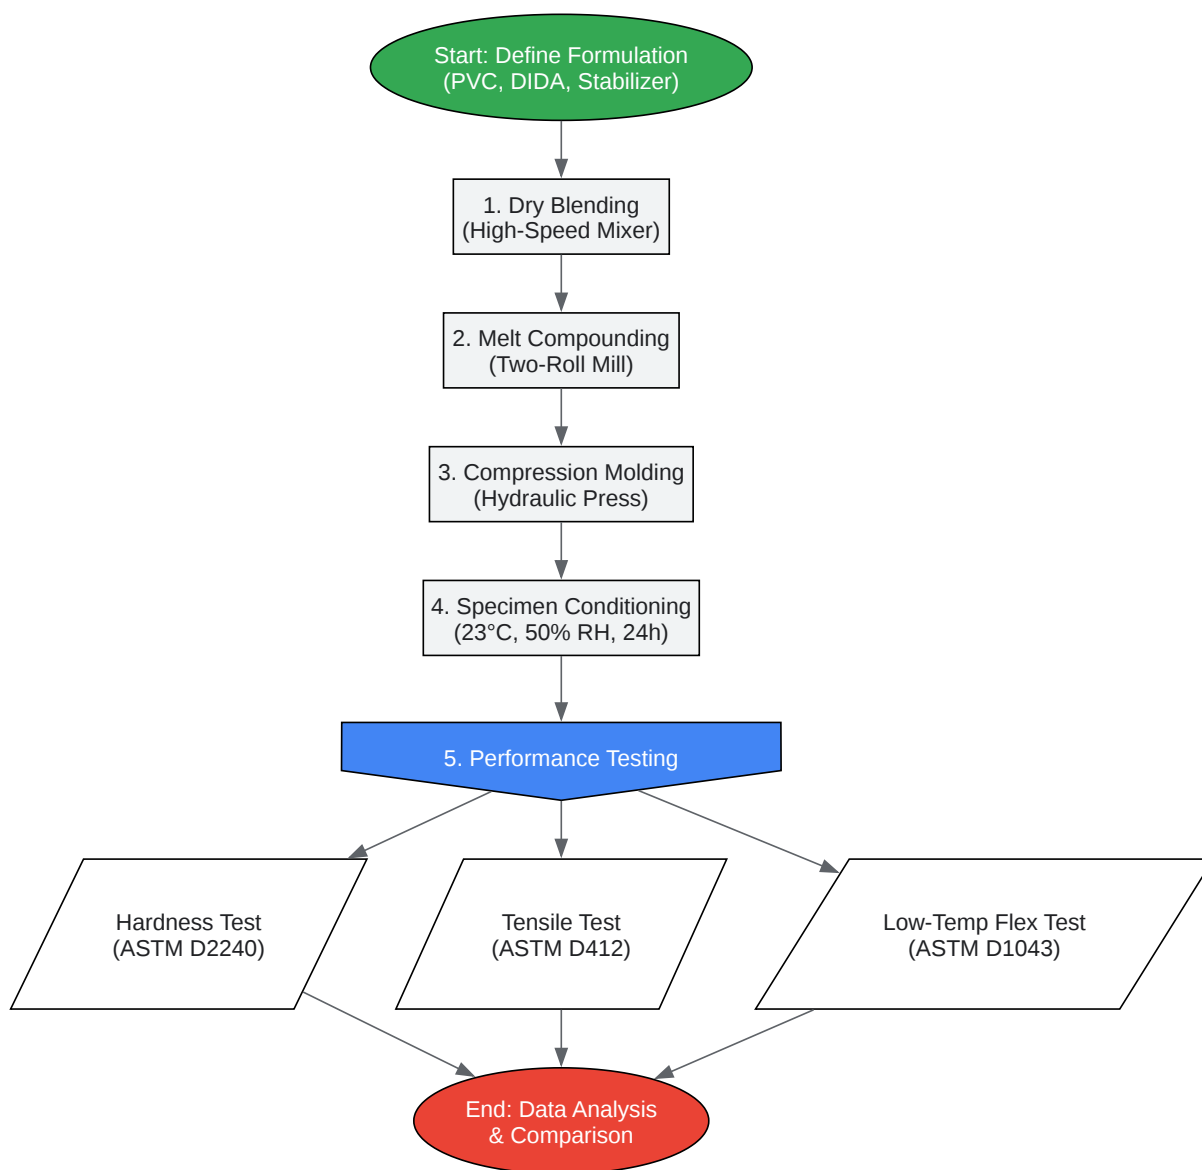 Start: Define Formulation
(PVC, DIDA, Stabilizer)
1. Dry Blending
(High-Speed Mixer)
2. Melt Compounding
(Two-Roll Mill)
3. Compression Molding
(Hydraulic Press)
4. Specimen Conditioning
(23°C, 50% RH, 24h)
5. Performance Testing
Hardness Test
(ASTM D2240)
Tensile Test
(ASTM D412)
Low-Temp Flex Test
(ASTM D1043)
End: Data Analysis
& Comparison